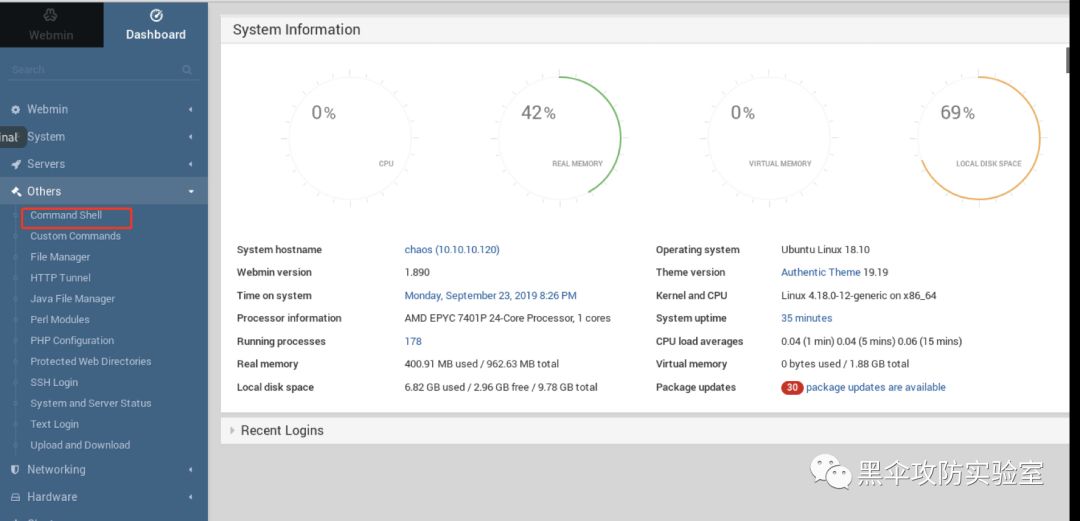 Webmin
Dashboard
Search
Webmin
inal
System
Servers
Others
Command Shell
Custom Commands
File Manager
HTTP Tunnel
Java File Manager
Perl Modules
PHP Configuration
Protected Web Directories
SSH Login
System and Server Status
Text Login
Upload and Download
Networking
Hardware
System Information
0%
CPU
42%
REAL MEMORY
0%
VIRTUAL MEMORY
69%
LOCAL DISK SPACE
System hostname chaos (10.10.10.120) Operating system Ubuntu Linux 18.10
Webmin version 1.890 Theme version Authentic Theme 19.19
Time on system Monday, September 23, 2019 8:26 PM Kernel and CPU Linux 4.18.0-12-generic on x86_64
Processor information AMD EPYC 7401P 24-Core Processor, 1 cores System uptime 35 minutes
Running processes 178 CPU load averages 0.04 (1 min) 0.04 (5 mins) 0.06 (15 mins)
Real memory 400.91 MB used / 962.63 MB total Virtual memory 0 bytes used / 1.88 GB total
Local disk space 6.82 GB used / 2.96 GB free / 9.78 GB total Package updates 30 package updates are available
Recent Logins
黑伞攻防实验室